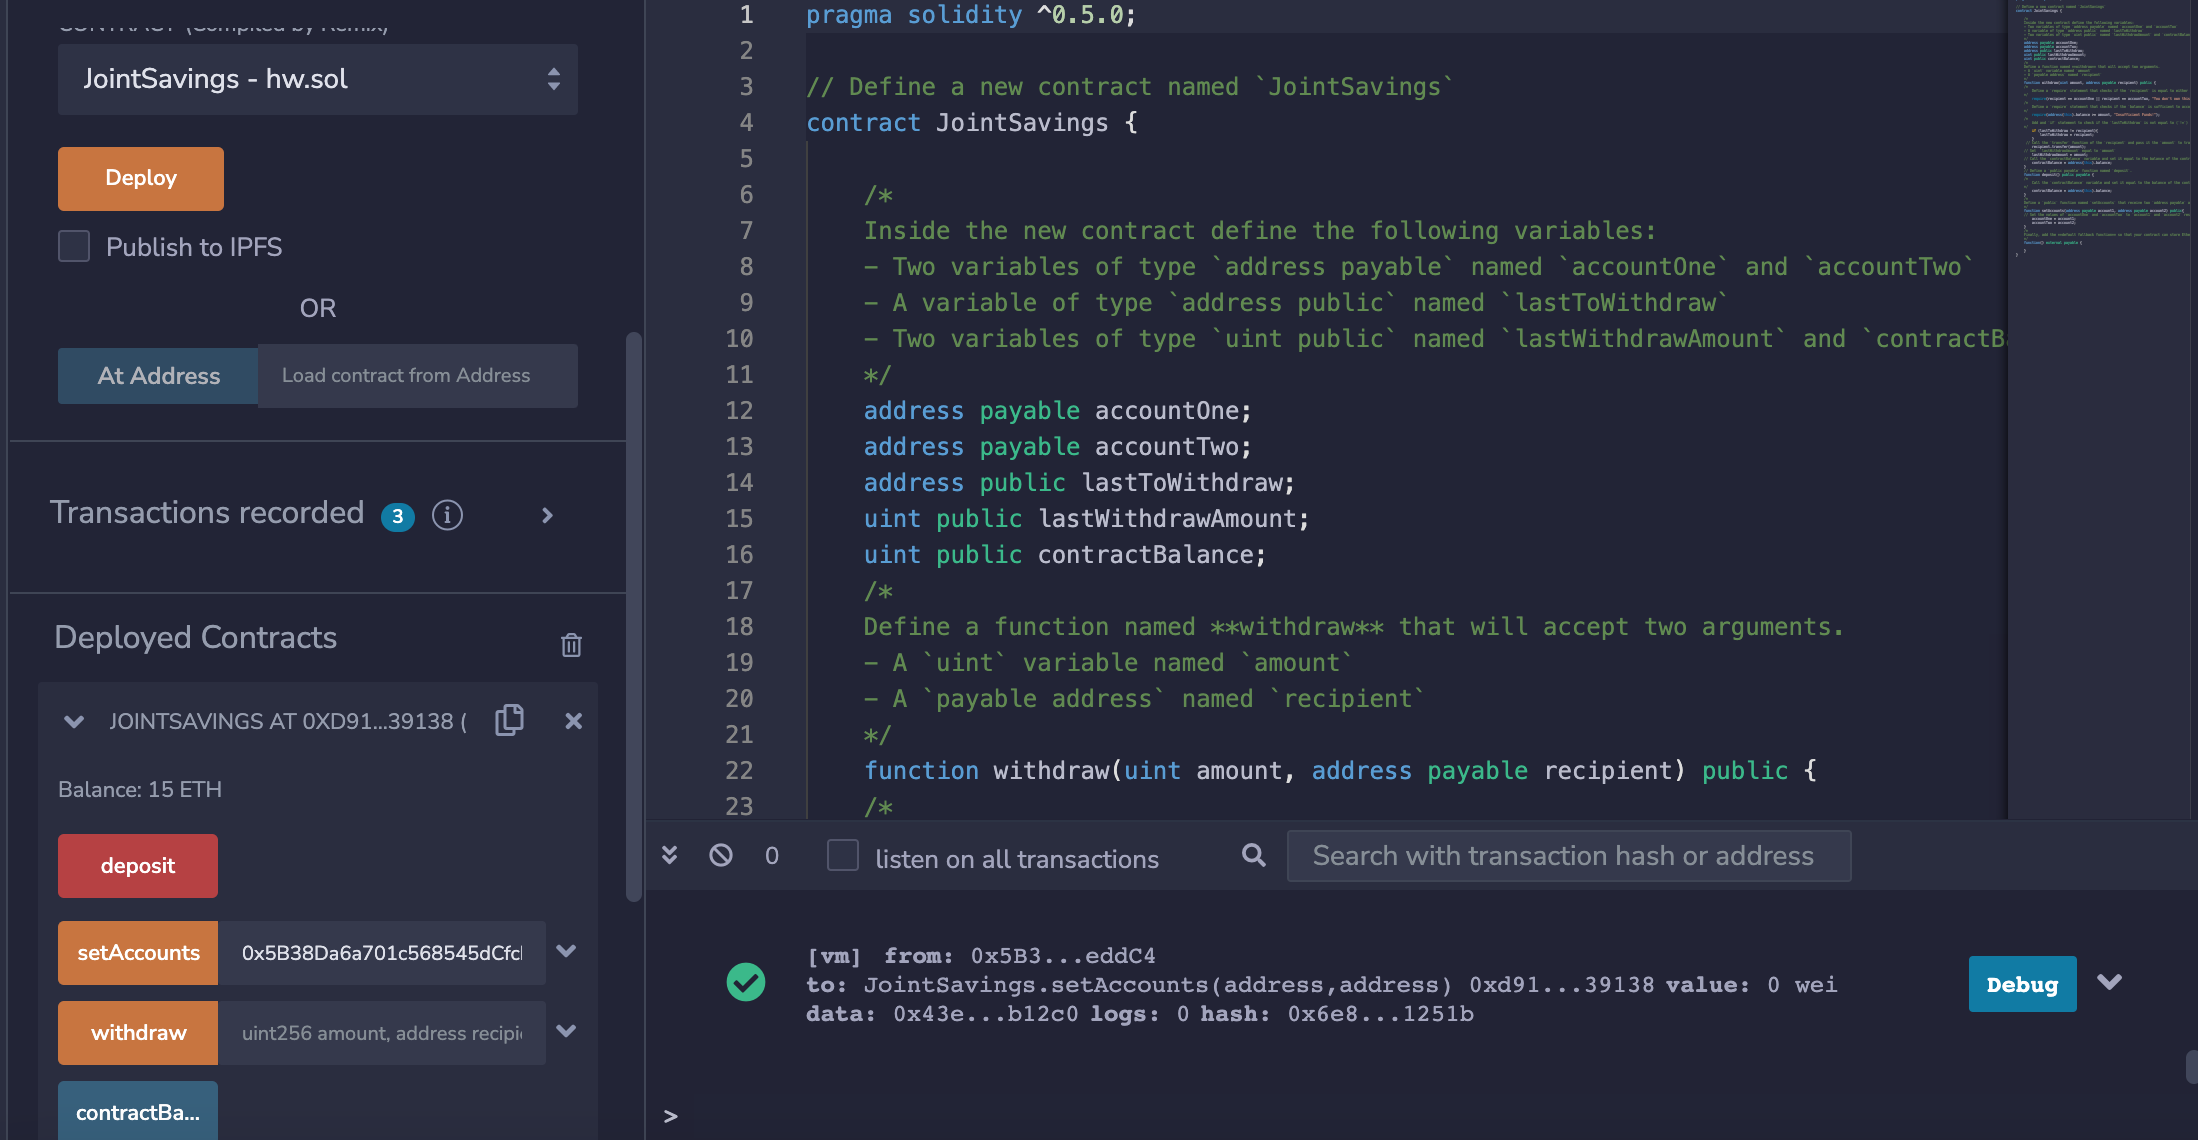 CONTRACT (Compiled by Remix)
JointSavings - hw.sol
Deploy
Publish to IPFS
OR
At Address
Load contract from Address
Transactions recorded 3 i
Deployed Contracts
JOINTSAVINGS AT 0XD91...39138 (
Balance: 15 ETH
deposit
setAccounts
0x5B38Da6a701c568545dCfcl
withdraw
uint256 amount, address recipi
contractBa...
1 pragma solidity ^0.5.0;
2
3 // Define a new contract named `JointSavings`
4 contract JointSavings {
5
6 /*
7 Inside the new contract define the following variables:
8 - Two variables of type `address payable` named `accountOne` and `accountTwo`
9 - A variable of type `address public` named `lastToWithdraw`
10 - Two variables of type `uint public` named `lastWithdrawAmount` and `contractBa
11 */
12 address payable accountOne;
13 address payable accountTwo;
14 address public lastToWithdraw;
15 uint public lastWithdrawAmount;
16 uint public contractBalance;
17 /*
18 Define a function named **withdraw** that will accept two arguments.
19 - A `uint` variable named `amount`
20 - A `payable address` named `recipient`
21 */
22 function withdraw(uint amount, address payable recipient) public {
23 /*
0
listen on all transactions
Search with transaction hash or address
[vm] from: 0x5B3...eddC4
to: JointSavings.setAccounts(address,address) 0xd91...39138 value: 0 wei
data: 0x43e...b12c0 logs: 0 hash: 0x6e8...1251b
Debug
>